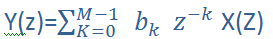 Y(z)=∑_{K=0}^{M−1} b_k z^{−k} X(Z)